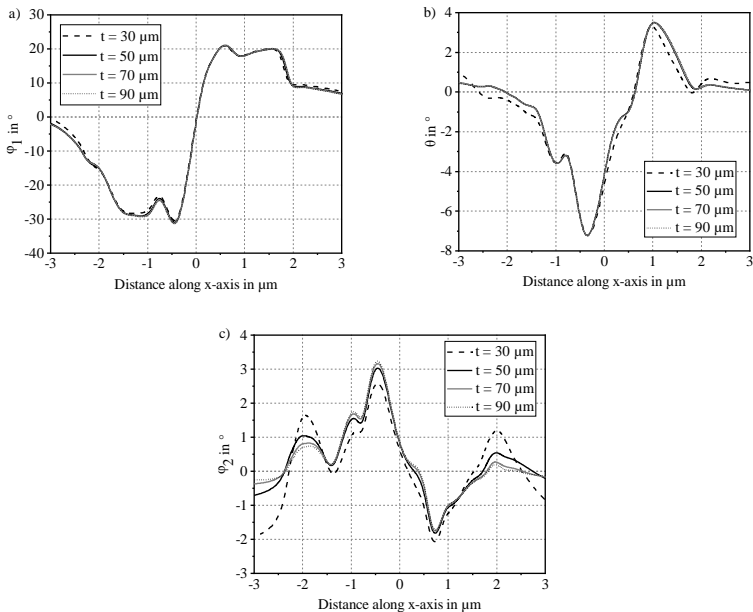 a)
t = 30 µm
t = 50 µm
t = 70 µm
t = 90 µm
30
20
10
0
-10
-20
-30
-40
φ1 in °
-3 -2 -1 0 1 2 3
Distance along x-axis in µm
b)
4
2
0
-2
-4
-6
-8
θ in °
t = 30 µm
t = 50 µm
t = 70 µm
t = 90 µm
-3 -2 -1 0 1 2 3
Distance along x-axis in µm
c)
4
3
2
1
0
-1
-2
-3
φ2 in °
t = 30 µm
t = 50 µm
t = 70 µm
t = 90 µm
-3 -2 -1 0 1 2 3
Distance along x-axis in µm